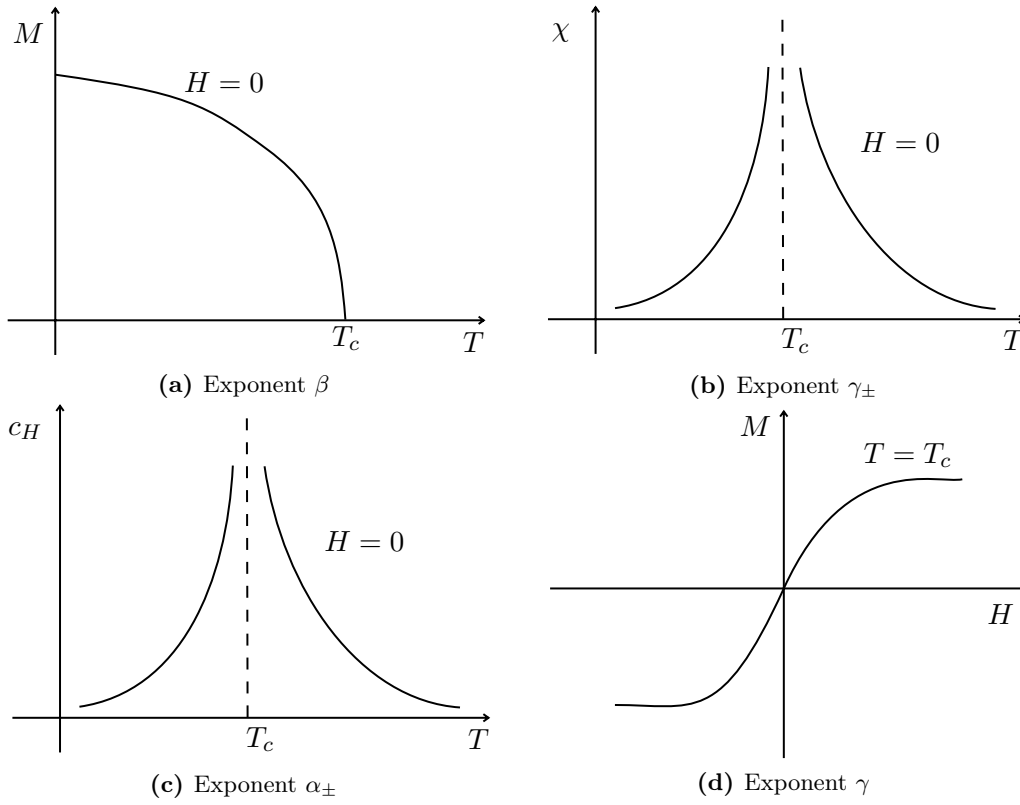 M
H = 0
T_c
T
(a) Exponent β
χ
H = 0
T_c
T
(b) Exponent γ±
c_H
H = 0
T_c
T
(c) Exponent α±
M
T = T_c
H
(d) Exponent γ